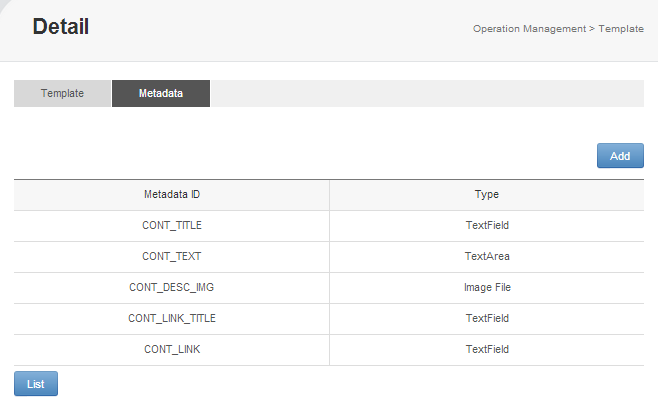 Detail
Operation Management > Template
Template Metadata
Add
Metadata ID Type
CONT_TITLE TextField
CONT_TEXT TextArea
CONT_DESC_IMG Image File
CONT_LINK_TITLE TextField
CONT_LINK TextField
List